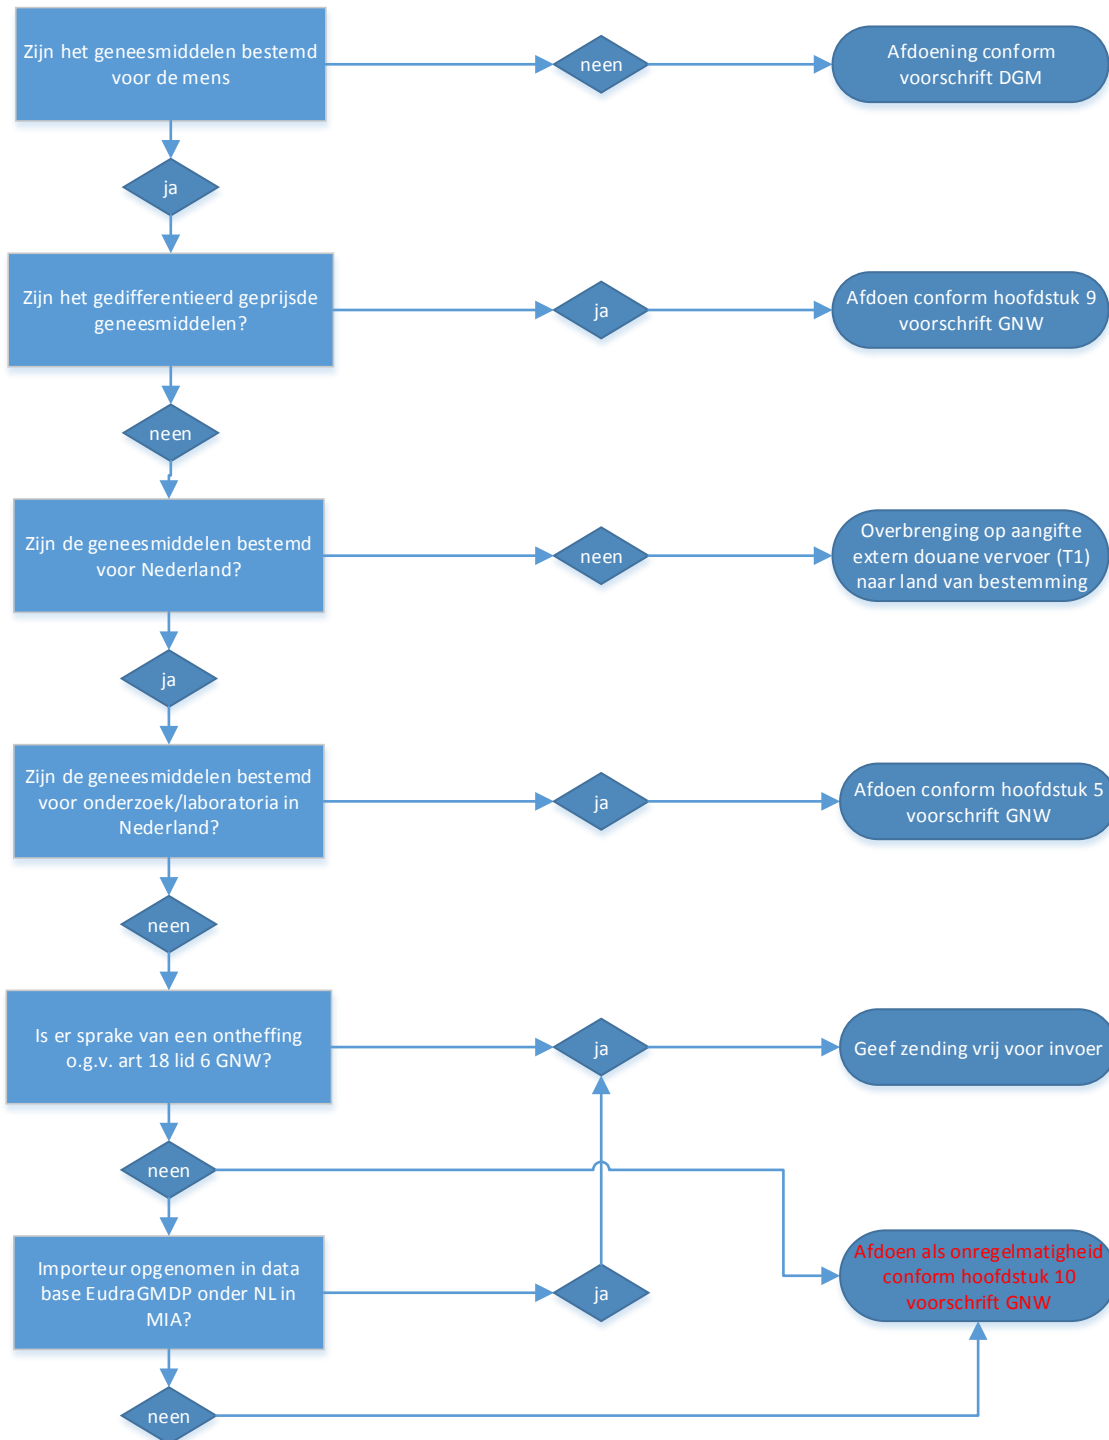 Zijn het geneesmiddelen bestemd
voor de mens
neen
Afdoening conform
voorschrift DGM
ja
Zijn het gedifferentieerd geprijsde
geneesmiddelen?
ja
Afdoen conform hoofdstuk 9
voorschrift GNW
neen
Zijn de geneesmiddelen bestemd
voor Nederland?
neen
Overbrenging op aangifte
extern douane vervoer (T1)
naar land van bestemming
ja
Zijn de geneesmiddelen bestemd
voor onderzoek/laboratoria in
Nederland?
ja
Afdoen conform hoofdstuk 5
voorschrift GNW
neen
Is er sprake van een ontheffing
o.g.v. art 18 lid 6 GNW?
ja
Geef zending vrij voor invoer
neen
Importeur opgenomen in data
base EudraGMDP onder NL in
MIA?
ja
Afdoen als onregelmatigheid
conform hoofdstuk 10
voorschrift GNW
neen